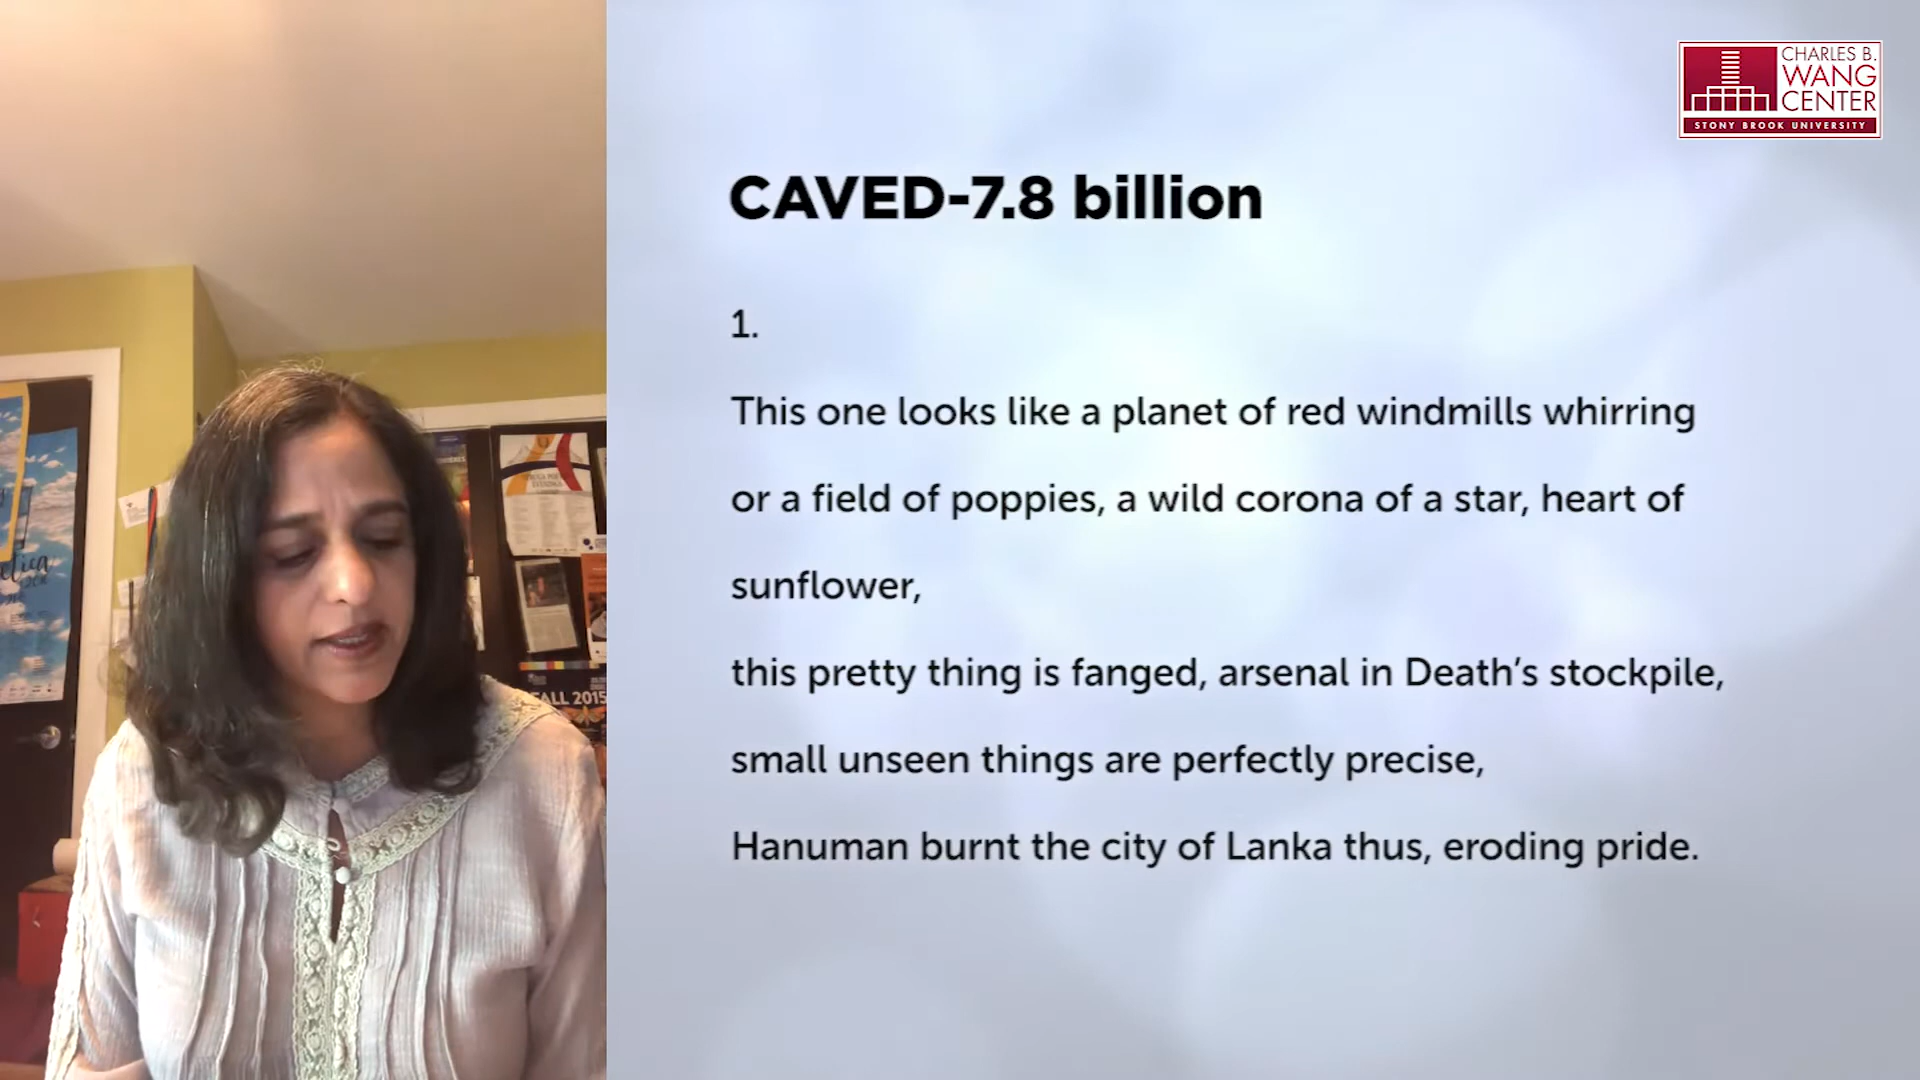 CHARLES B.
WANG
CENTER
STONY BROOK UNIVERSITY
CAVED-7.8 billion
1.
This one looks like a planet of red windmills whirring
or a field of poppies, a wild corona of a star, heart of
sunflower,
this pretty thing is fanged, arsenal in Death's stockpile,
small unseen things are perfectly precise,
Hanuman burnt the city of Lanka thus, eroding pride.
FALL 2015